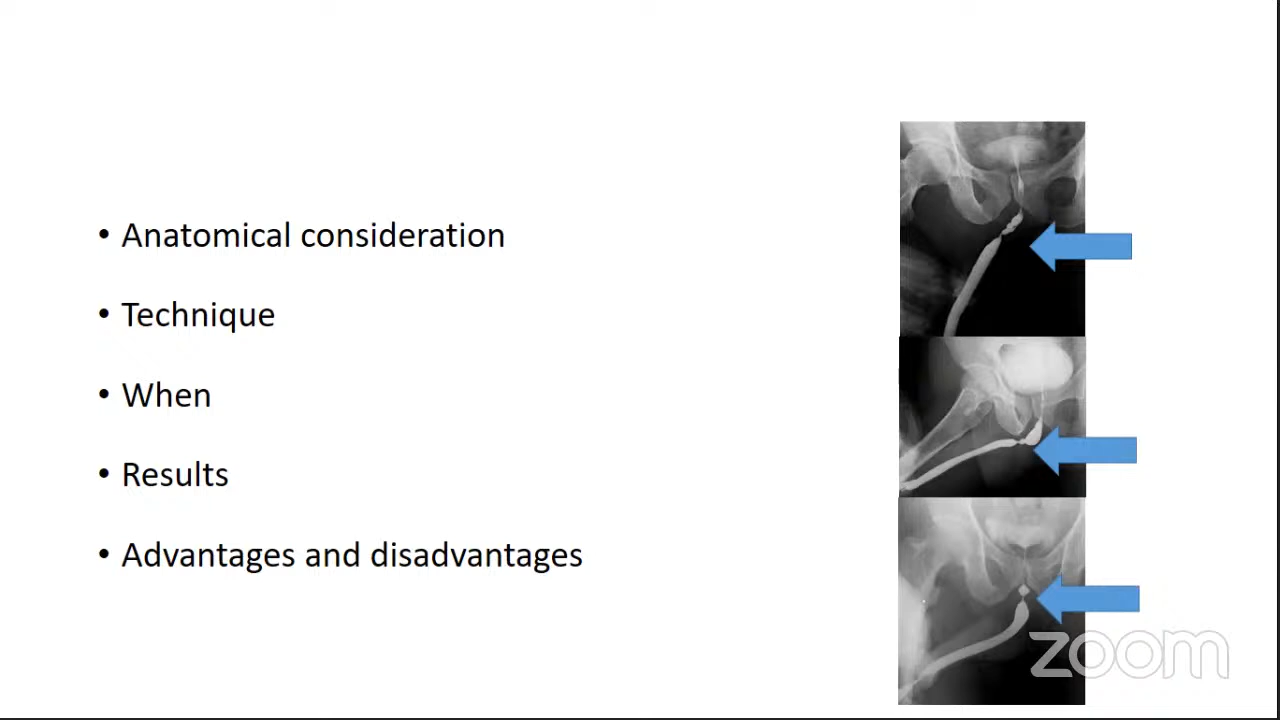 • Anatomical consideration
• Technique
• When
• Results
• Advantages and disadvantages
zoom